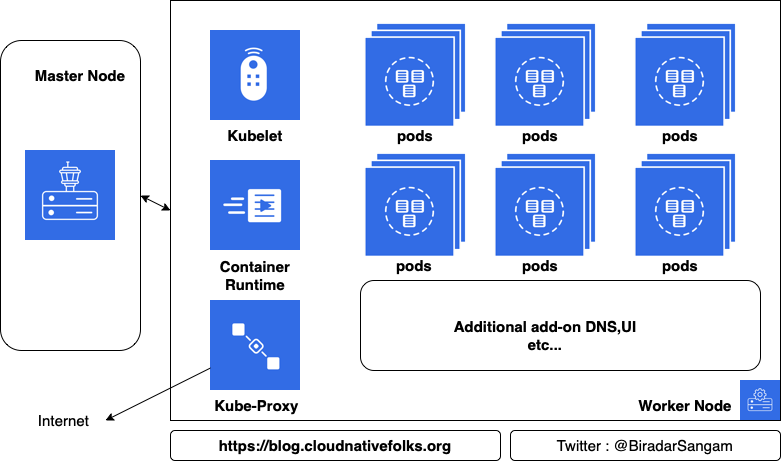 Master Node
Kubelet
pods
pods
pods
Container
Runtime
pods
pods
pods
Additional add-on DNS,UI
etc...
Kube-Proxy
Worker Node
Internet
https://blog.cloudnativefolks.org
Twitter : @BiradarSangam